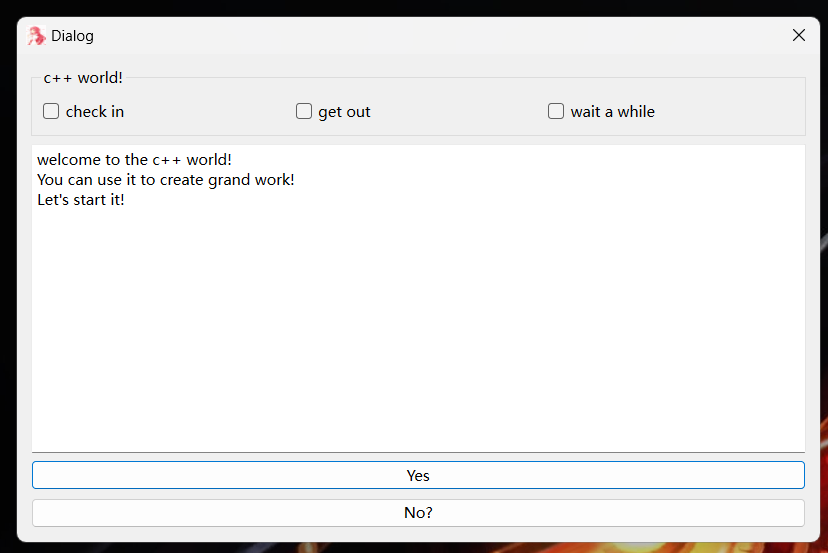 Dialog
c++ world!
check in get out wait a while
welcome to the c++ world!
You can use it to create grand work!
Let's start it!
Yes
No?